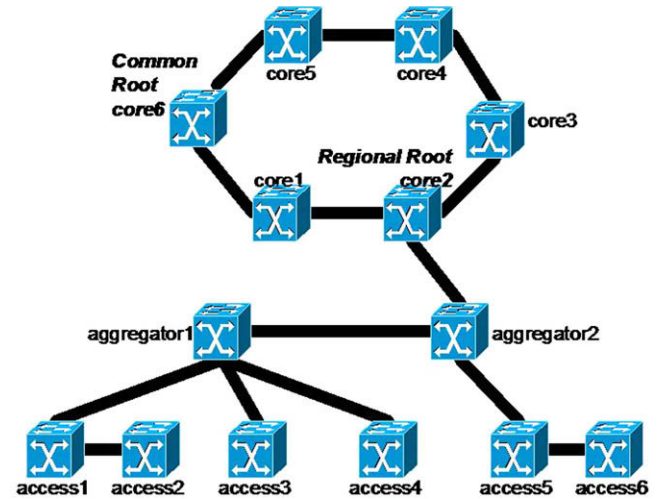 core5
core4
Common
Root
core6
core3
Regional Root
core1
core2
aggregator1
aggregator2
access1
access2
access3
access4
access5
access6